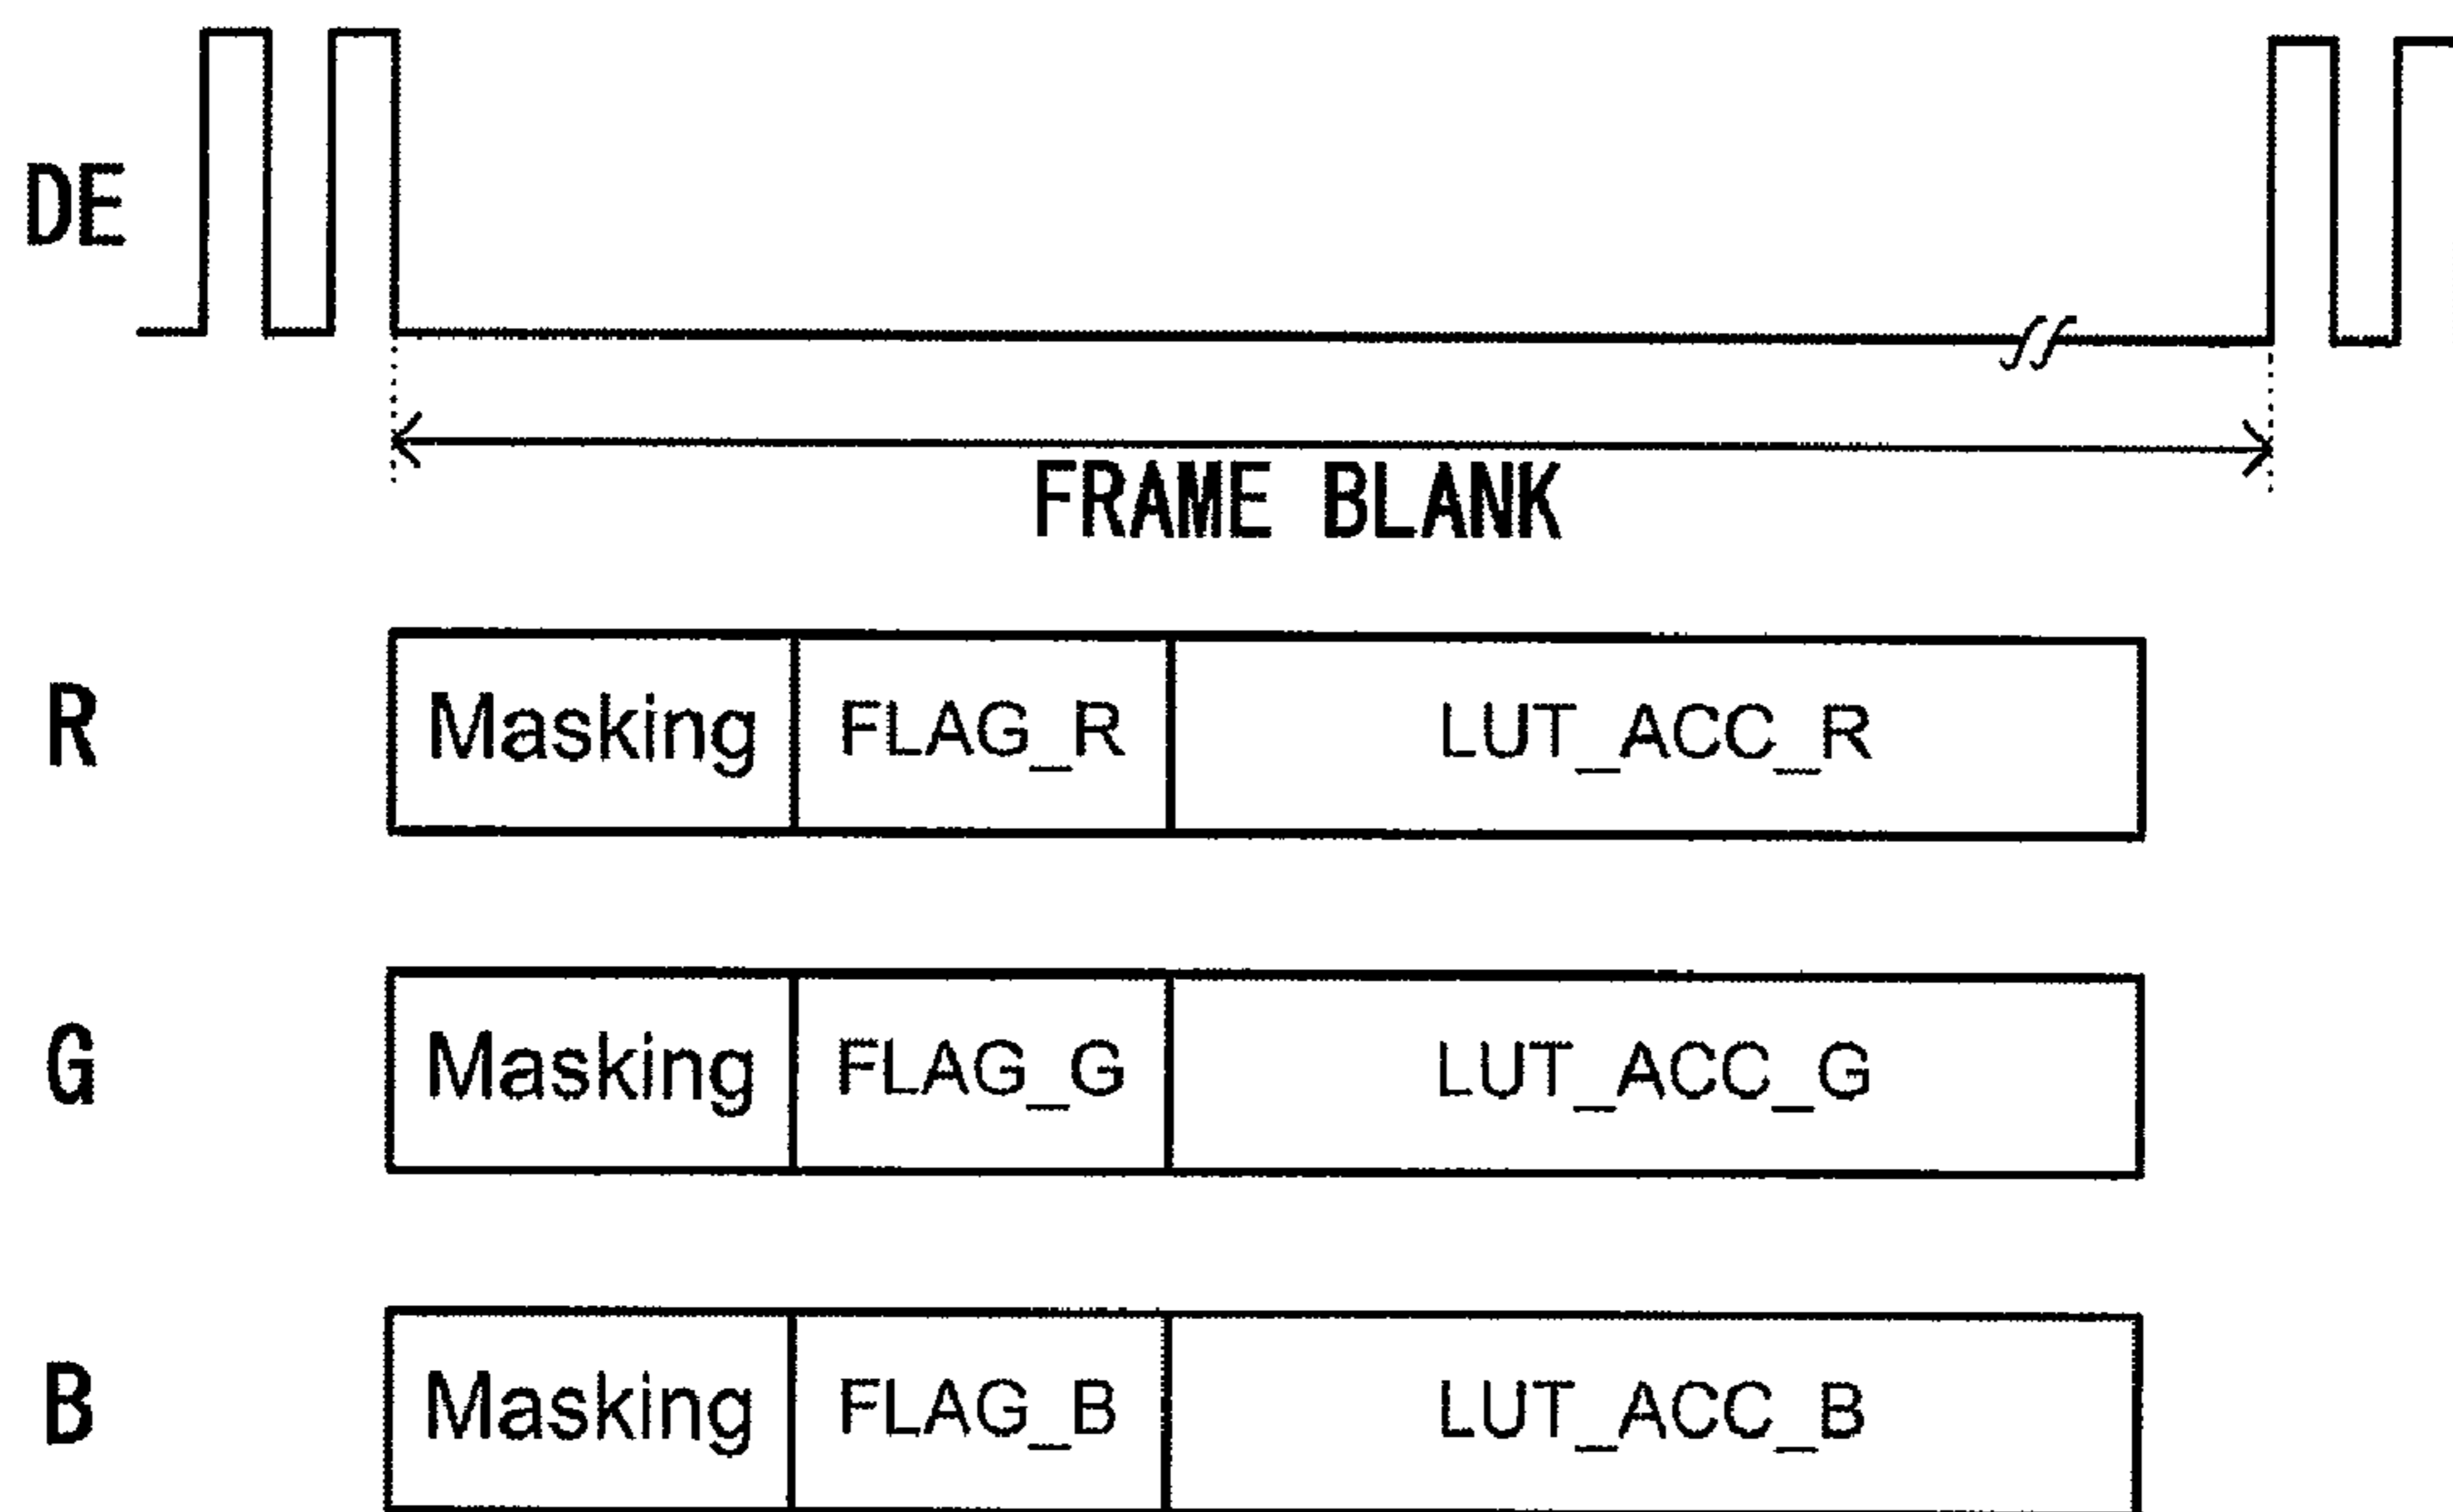 DE
FRAME BLANK
R Masking FLAG_R LUT_ACC_R
G Masking FLAG_G LUT_ACC_G
B Masking FLAG_B LUT_ACC_B